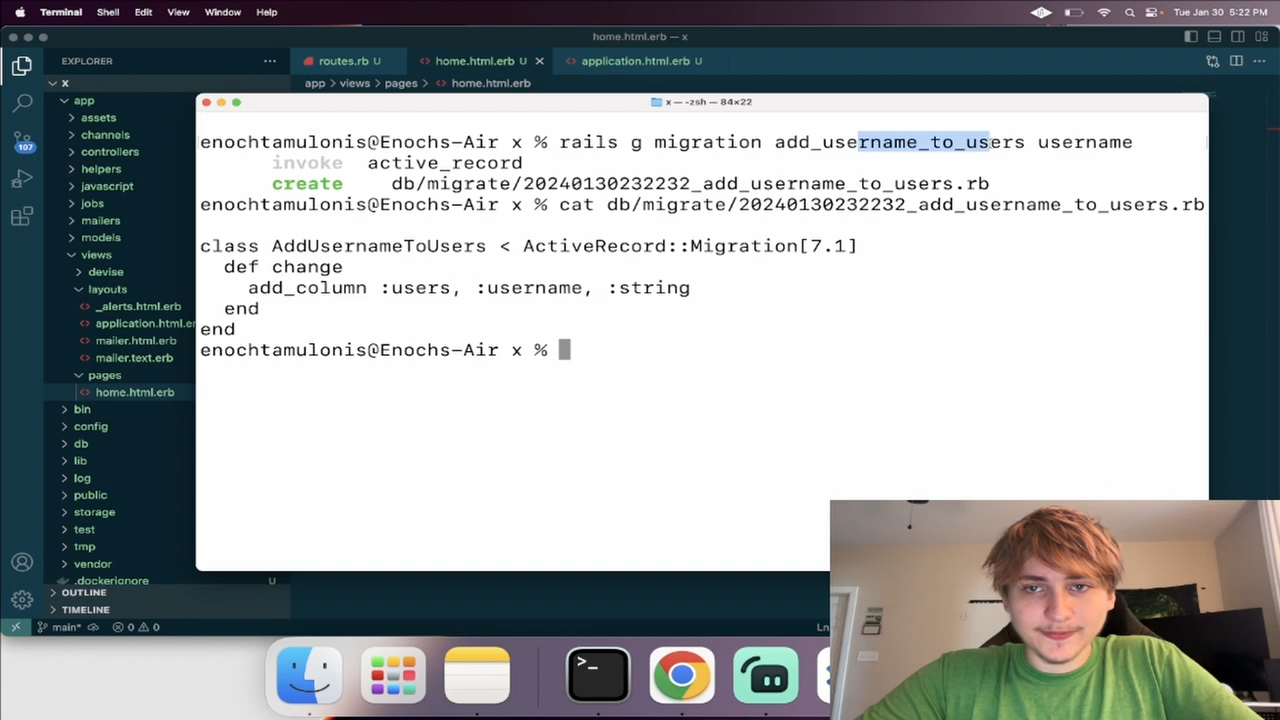 Terminal Shell Edit View Window Help Tue Jan 30 5:22 PM
home.html.erb — x
EXPLORER
routes.rb U
home.html.erb U
application.html.erb U
app > views > pages > home.html.erb
X
app
assets
channels
controllers
helpers
javascript
jobs
mailers
models
views
devise
layouts
_alerts.html.erb
application.html.er
mailer.html.erb
mailer.text.erb
pages
home.html.erb
bin
config
db
lib
log
public
storage
test
tmp
vendor
.dockerignore U
OUTLINE
TIMELINE
107
main* 0 0
Ln
x — -zsh — 84×22
enochtamulonis@Enochs-Air x % rails g migration add_username_to_users username
invoke active_record
create db/migrate/20240130232232_add_username_to_users.rb
enochtamulonis@Enochs-Air x % cat db/migrate/20240130232232_add_username_to_users.rb
class AddUsernameToUsers < ActiveRecord::Migration[7.1]
def change
add_column :users, :username, :string
end
end
enochtamulonis@Enochs-Air x %